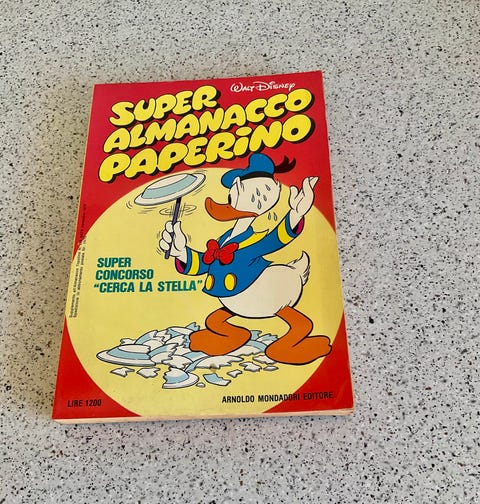 WALT DISNEY
SUPER
ALMANACCO
PAPERINO
SUPER
CONCORSO
"CERCA LA STELLA"
LIRE 1200
ARNOLDO MONDADORI EDITORE